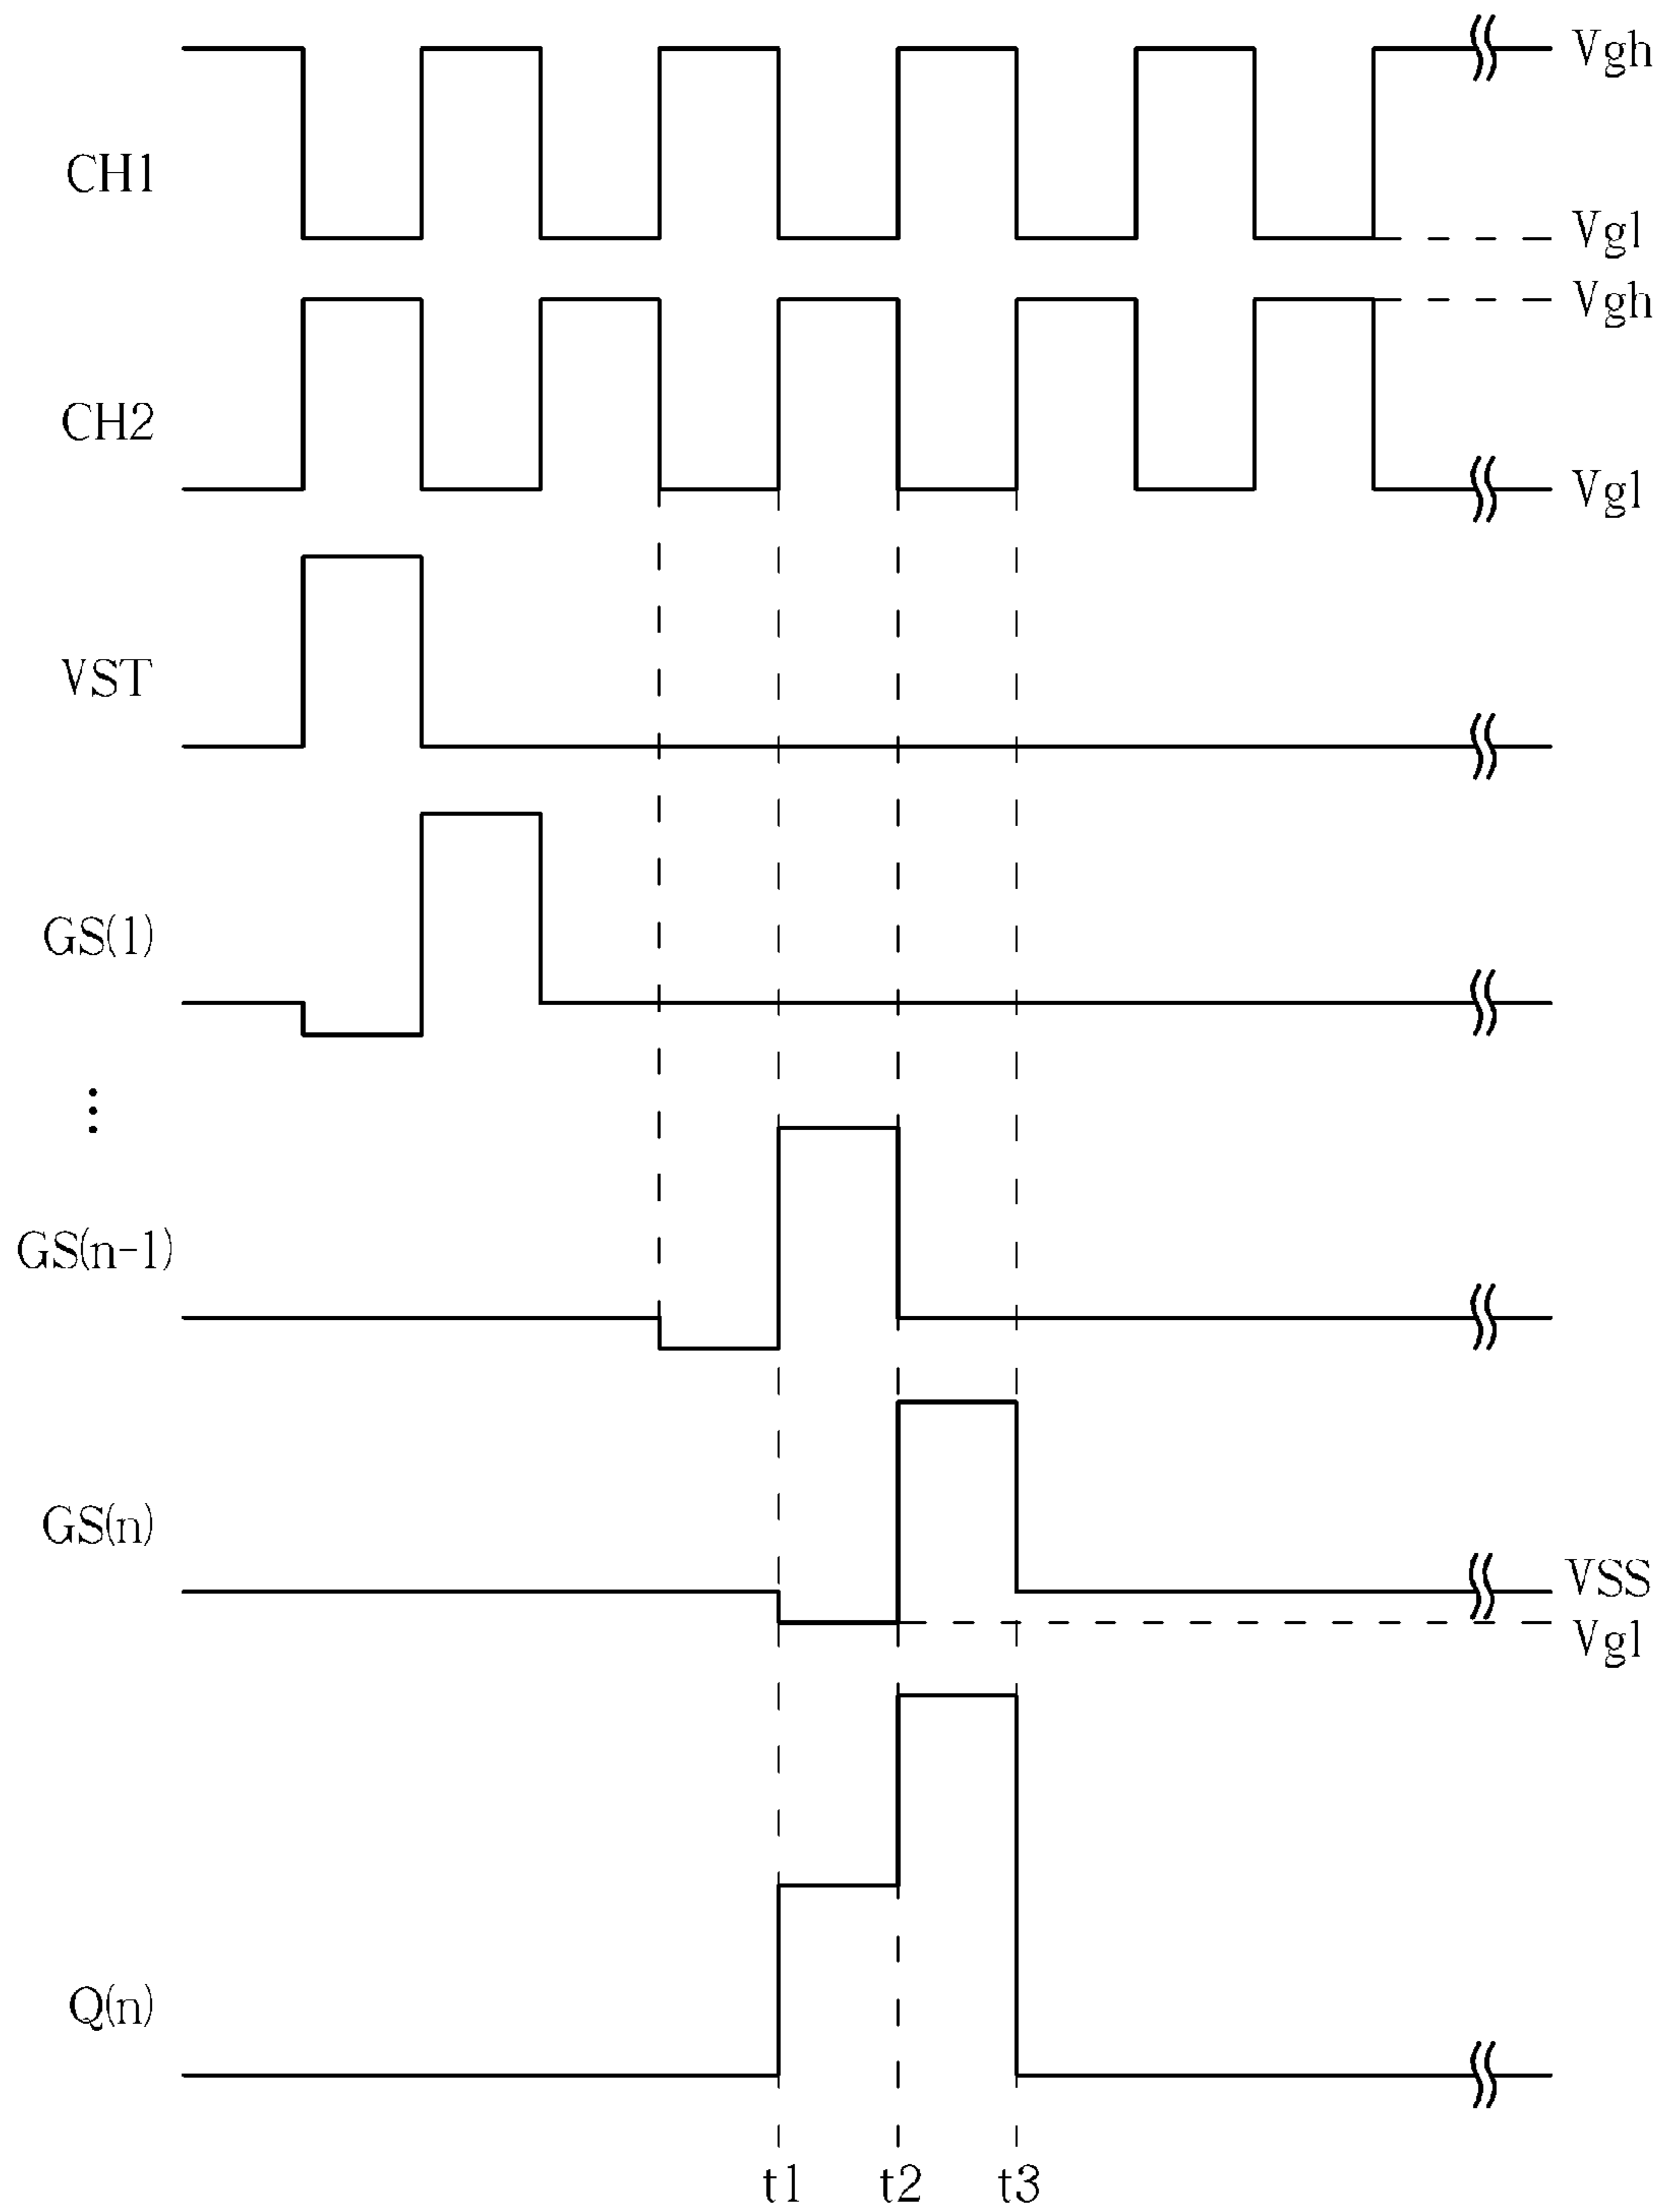 Vgh
CH1
Vgl
Vgh
CH2
Vgl
VST
GS(1)
GS(n-1)
GS(n)
VSS
Vgl
Q(n)
t1 t2 t3